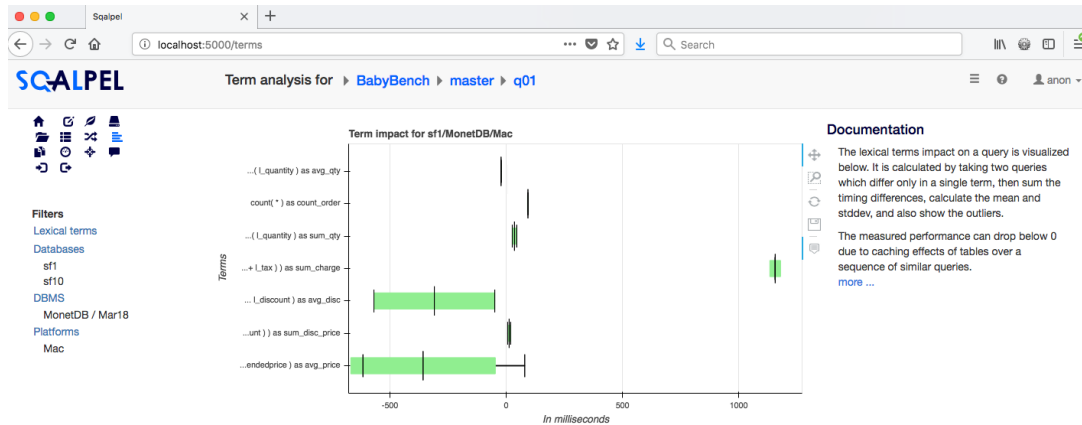 Sqalpel
localhost:5000/terms
Search
SQALPEL
Term analysis for BabyBench master q01
anon
Filters
Lexical terms
Databases
sf1
sf10
DBMS
MonetDB / Mar18
Platforms
Mac
Term impact for sf1/MonetDB/Mac
Terms
...( l_quantity ) as avg_qty
count( * ) as count_order
...( l_quantity ) as sum_qty
...+ l_tax ) ) as sum_charge
... l_discount ) as avg_disc
...unt ) ) as sum_disc_price
...endedprice ) as avg_price
-500 0 500 1000
In milliseconds
Documentation
The lexical terms impact on a query is visualized
below. It is calculated by taking two queries
which differ only in a single term, then sum the
timing differences, calculate the mean and
stddev, and also show the outliers.
The measured performance can drop below 0
due to caching effects of tables over a
sequence of similar queries.
more ...